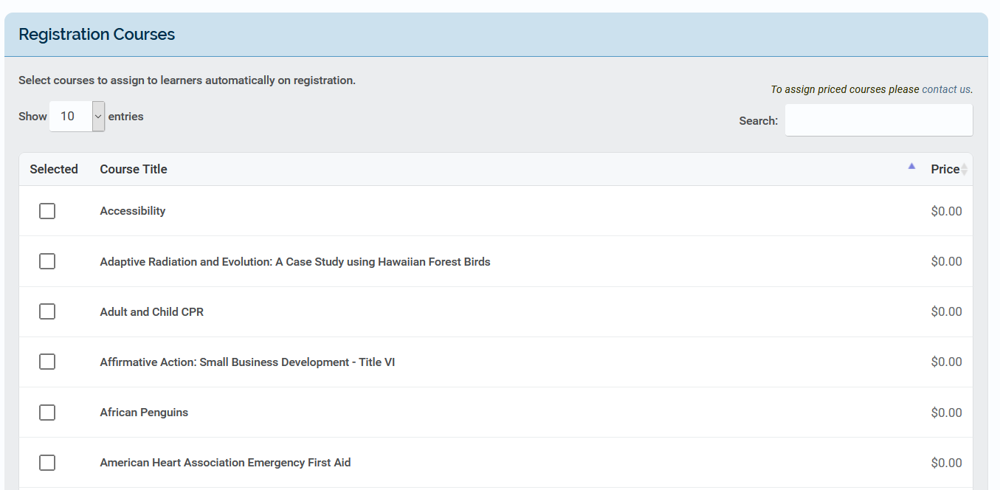 Registration Courses
Select courses to assign to learners automatically on registration.
To assign priced courses please contact us.
Show 10 entries
Search:
Selected Course Title Price
Accessibility $0.00
Adaptive Radiation and Evolution: A Case Study using Hawaiian Forest Birds $0.00
Adult and Child CPR $0.00
Affirmative Action: Small Business Development - Title VI $0.00
African Penguins $0.00
American Heart Association Emergency First Aid $0.00